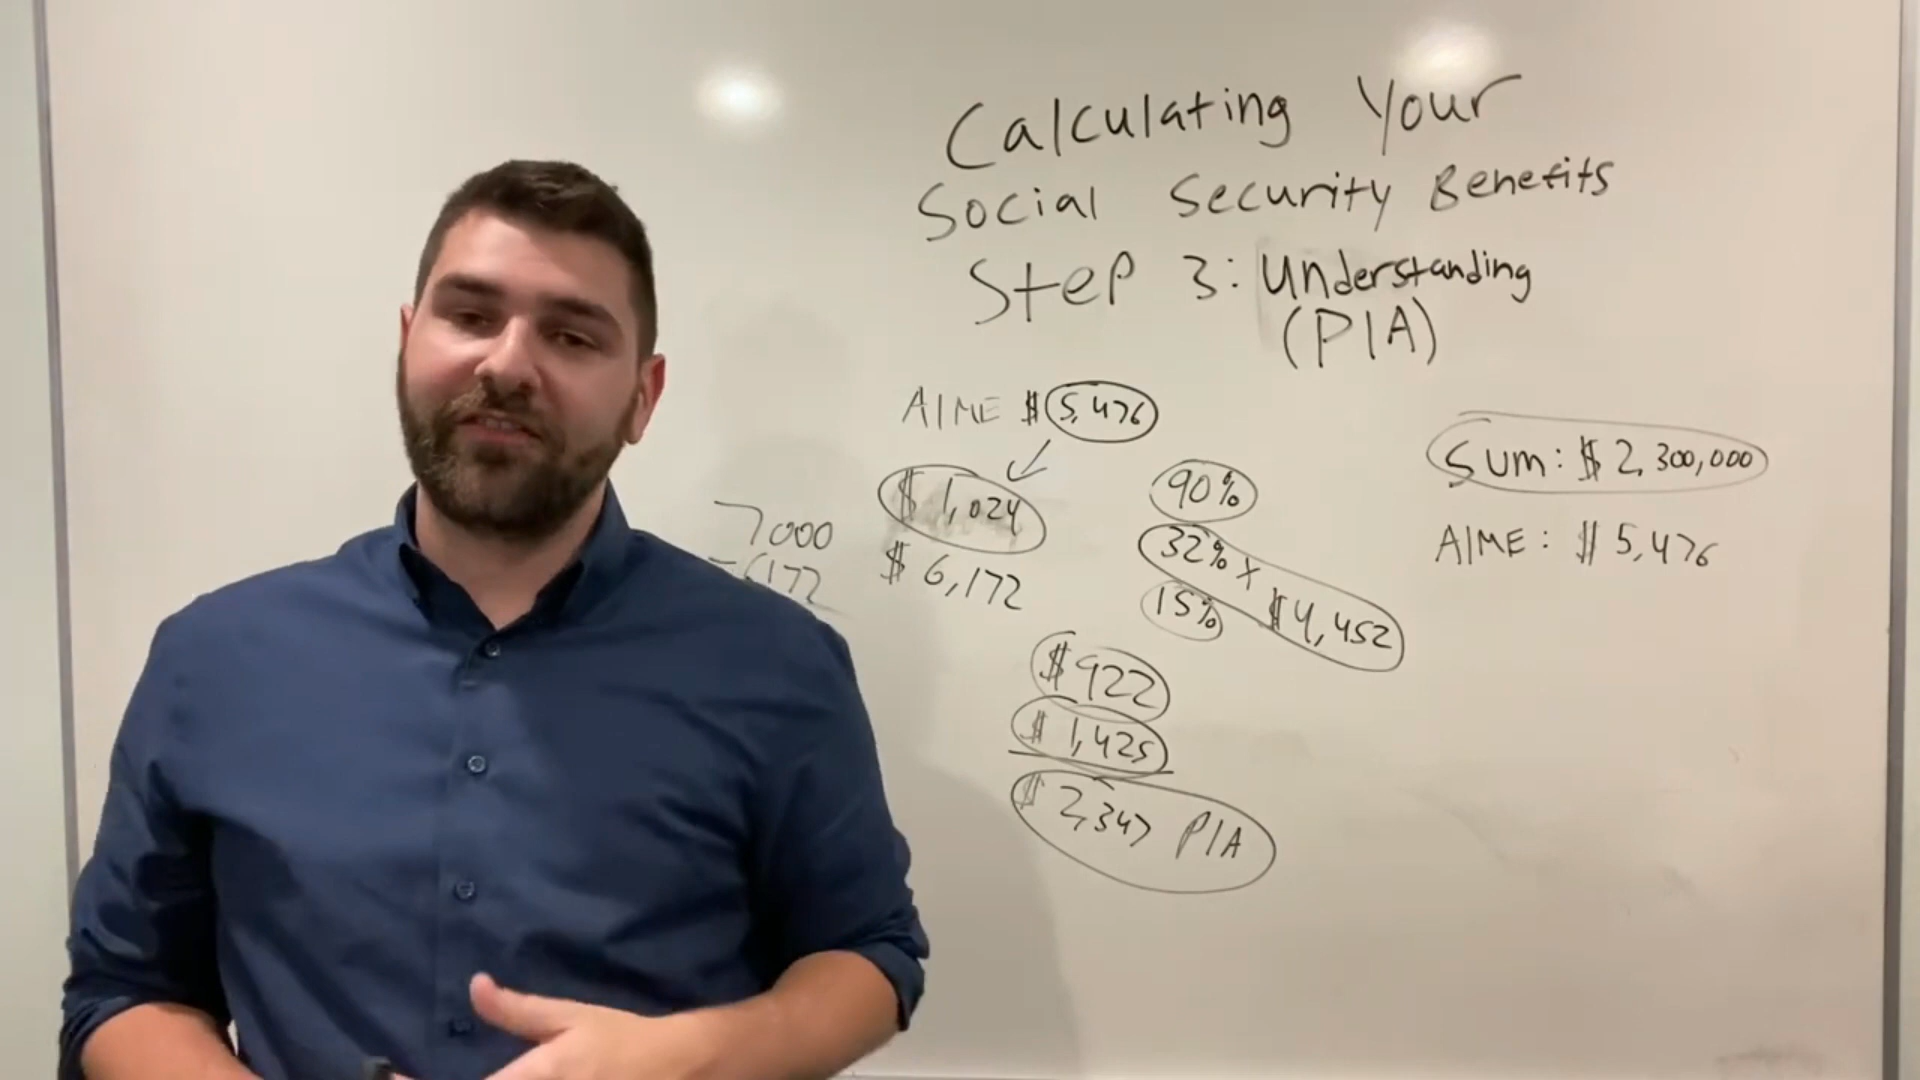 Calculating Your
Social Security Benefits
Step 3: Understanding
(PIA)
AIME $5,476
$1,024
$6,172
7000
90%
32% x $4,452
15%
$922
$1,425
$2,347 PIA
Sum: $2,300,000
AIME: $5,476